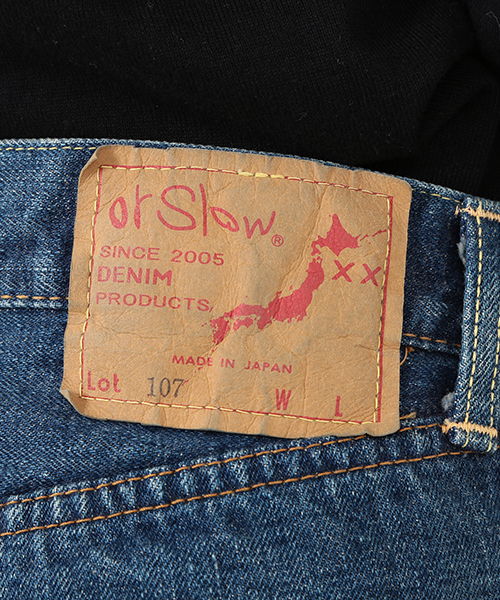 orSlow®
SINCE 2005
DENIM
PRODUCTS
XX
MADE IN JAPAN
Lot 107 W L